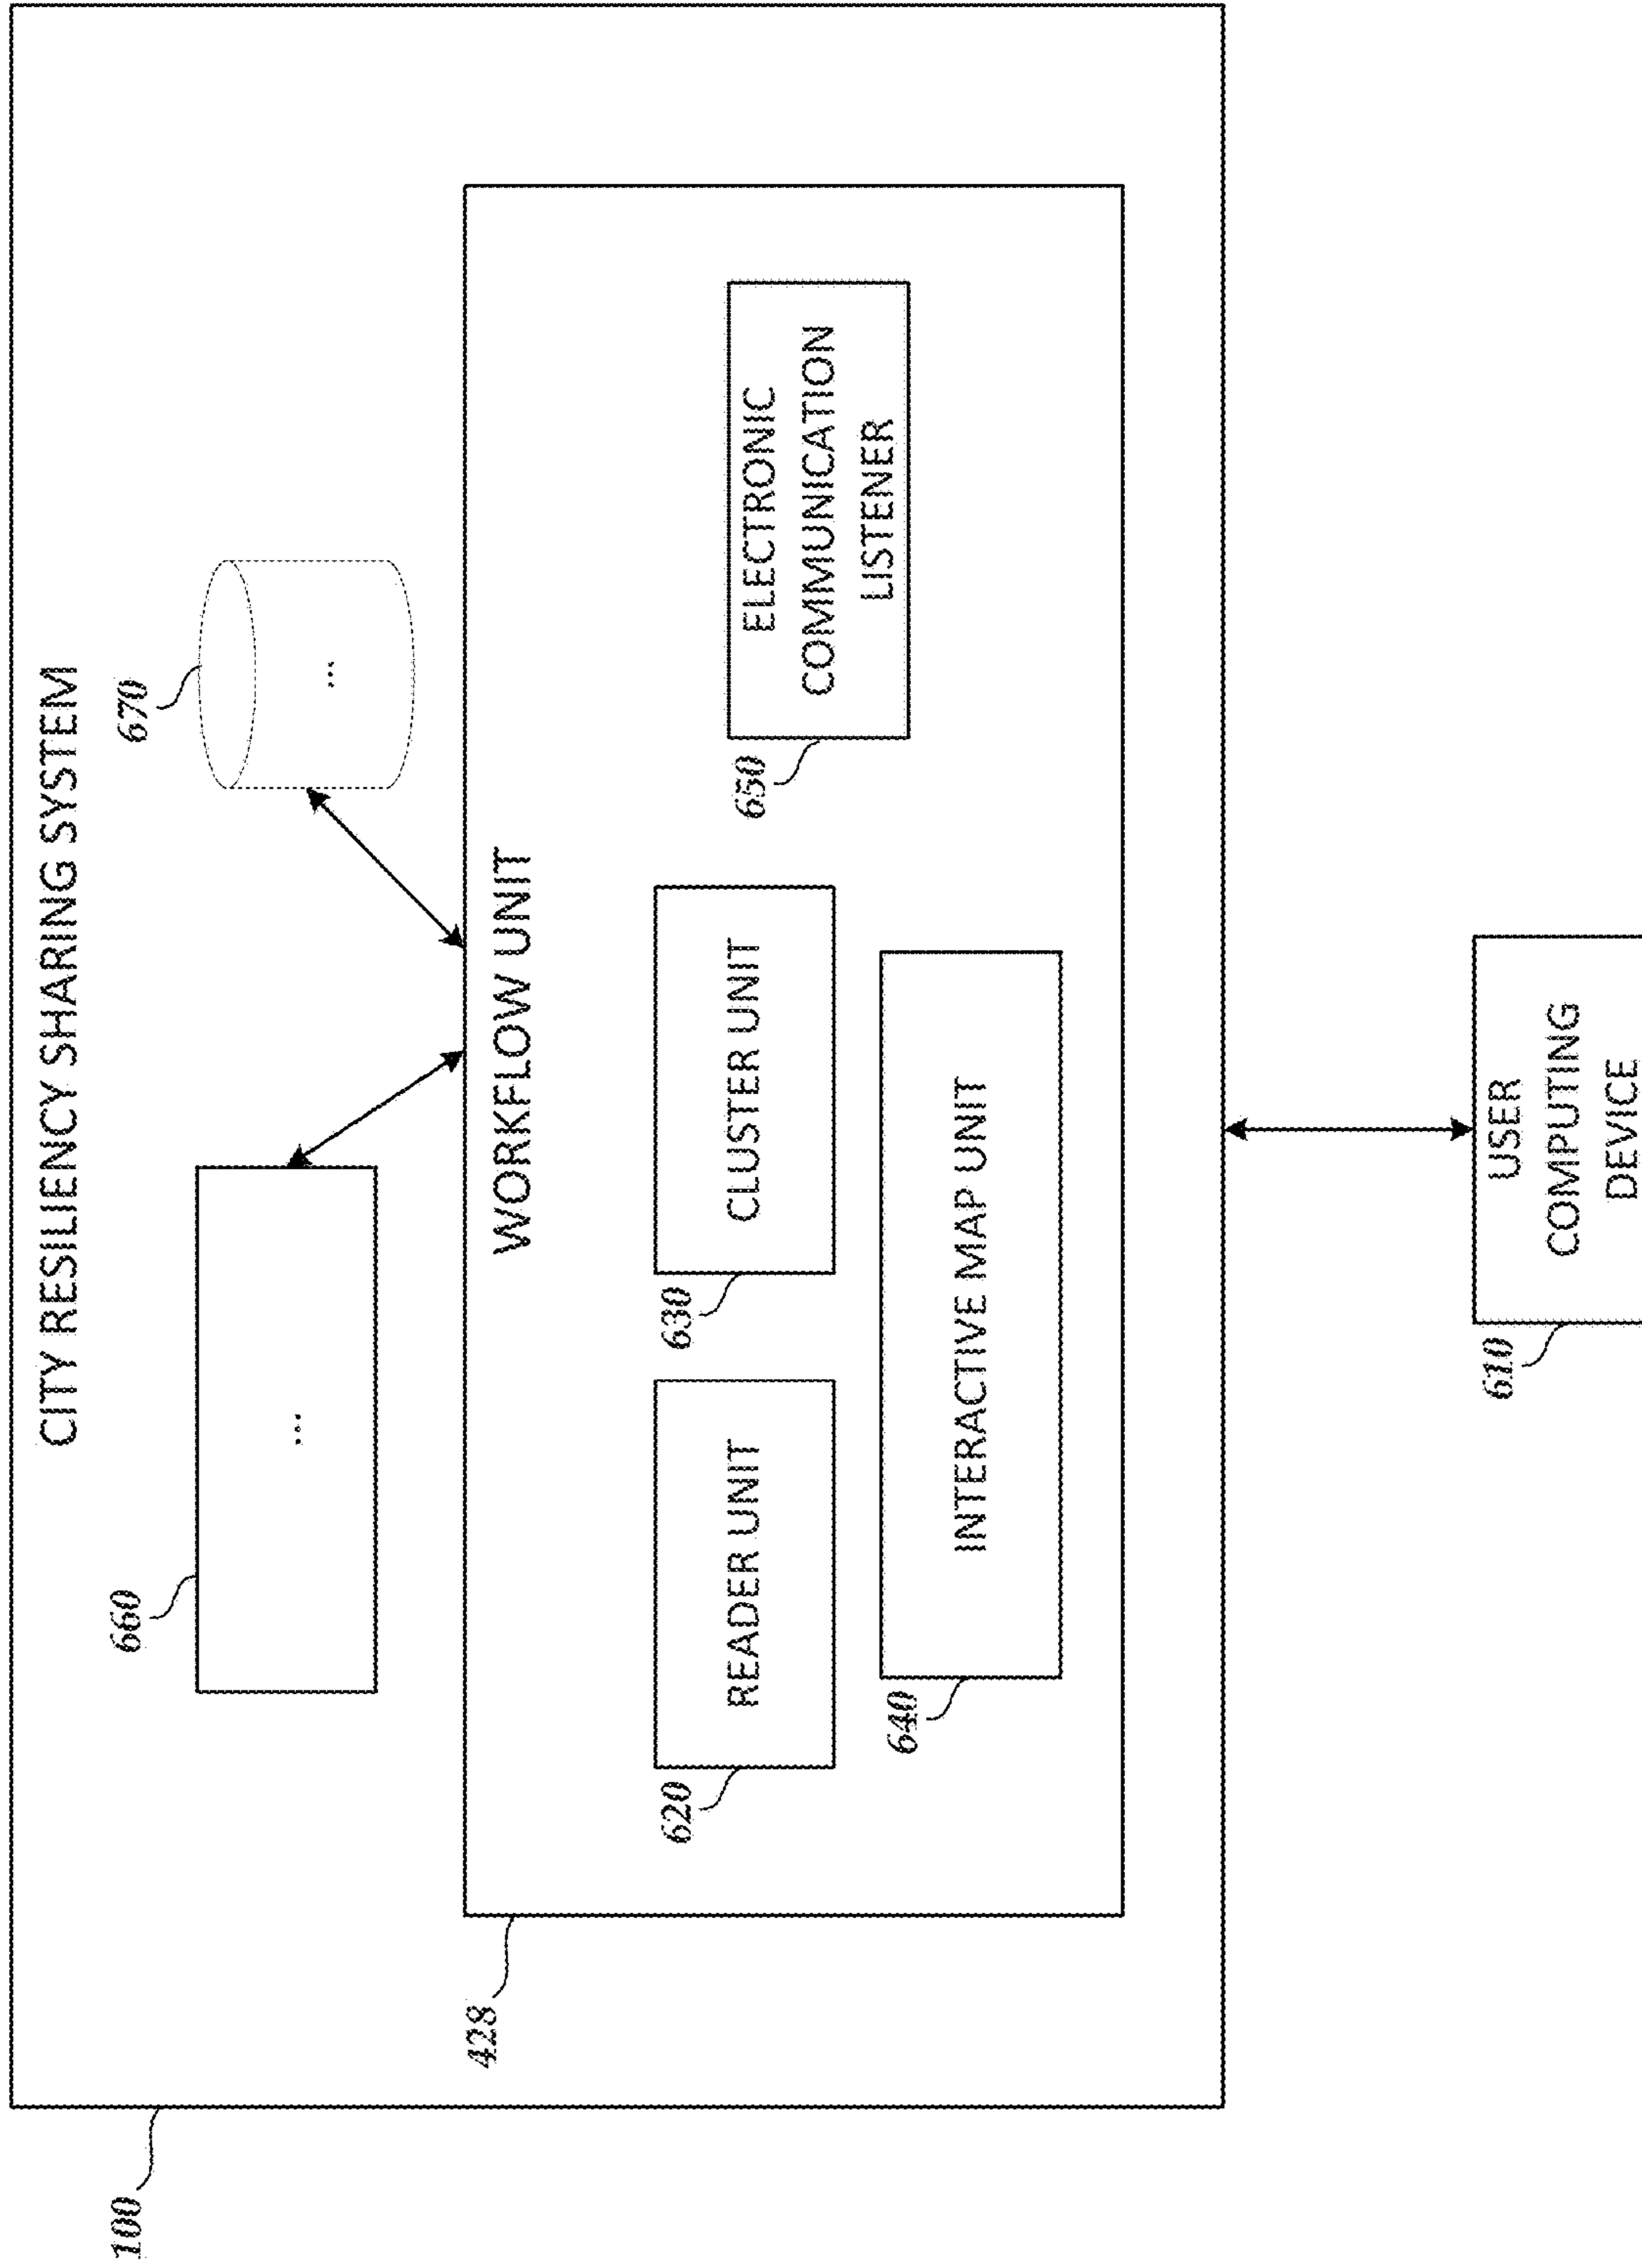 CITY RESILIENCY SHARING SYSTEM
100
660
...
670
...
428
WORKFLOW UNIT
620
READER UNIT
630
CLUSTER UNIT
640
INTERACTIVE MAP UNIT
650
ELECTRONIC
COMMUNICATION
LISTENER
610
USER
COMPUTING
DEVICE